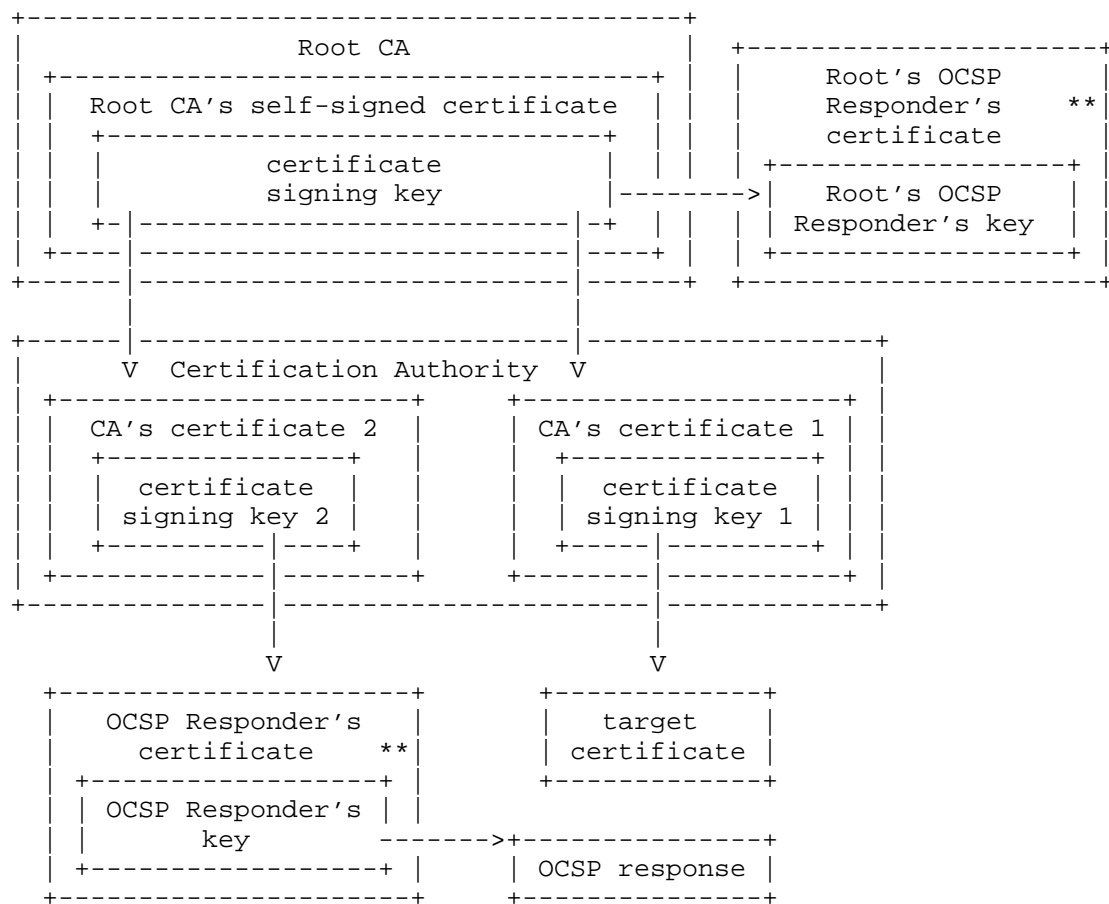 Root CA
Root's OCSP
Root CA's self-signed certificate
Responder's **
certificate
certificate
signing key
Root's OCSP
Responder's key
V Certification Authority V
CA's certificate 2
CA's certificate 1
certificate
signing key 2
certificate
signing key 1
V
V
OCSP Responder's
certificate **
target
certificate
OCSP Responder's
key
OCSP response